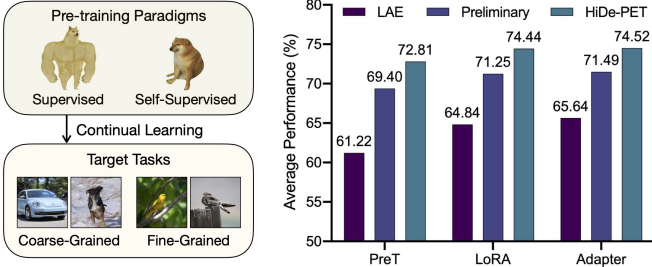 Pre-training Paradigms
Supervised
Self-Supervised
Continual Learning
Target Tasks
Coarse-Grained
Fine-Grained
LAE
Preliminary
HiDe-PET
Average Performance (%)
80
75
70
65
60
55
50
61.22
69.40
72.81
64.84
71.25
74.44
65.64
71.49
74.52
PreT
LoRA
Adapter